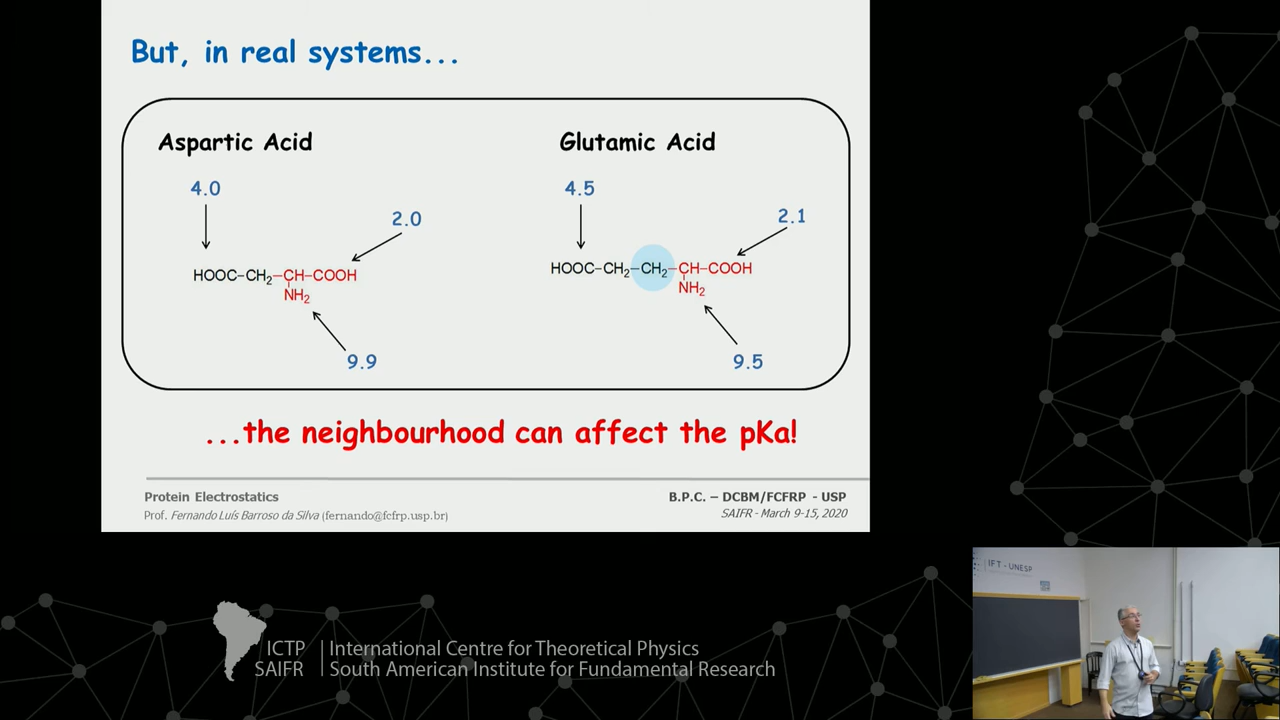 But, in real systems...
Aspartic Acid
Glutamic Acid
4.0
4.5
2.0
2.1
HOOC-CH2-CH-COOH
NH2
HOOC-CH2-CH2-CH-COOH
NH2
9.9
9.5
...the neighbourhood can affect the pKa!
Protein Electrostatics
B.P.C. – DCBM/FCFRP - USP
Prof. Fernando Luís Barroso da Silva (fernando@fcfrp.usp.br)
SAIFR - March 9-15, 2020
IFT - UNESP
ICTP
SAIFR
International Centre for Theoretical Physics
South American Institute for Fundamental Research